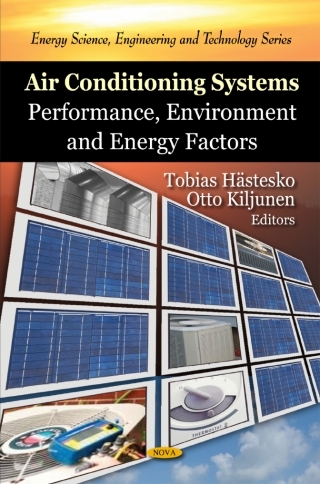 Energy Science, Engineering and Technology Series
Air Conditioning Systems
Performance, Environment
and Energy Factors
Tobias Hästesko
Otto Kiljunen
Editors
THERMOSTAT
NOVA